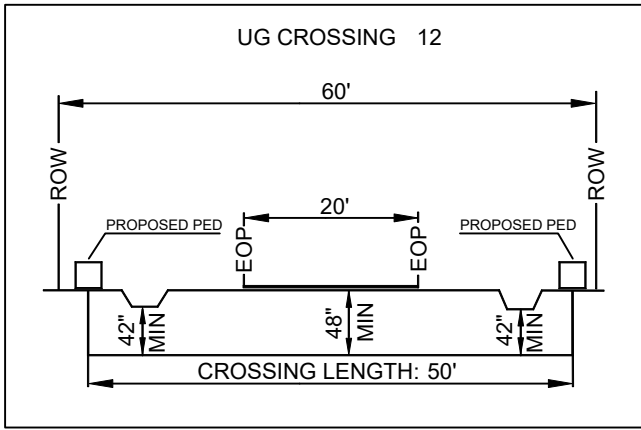 UG CROSSING 12
60'
ROW
ROW
PROPOSED PED
20'
PROPOSED PED
EOP
EOP
42"
MIN
48"
MIN
42"
MIN
CROSSING LENGTH: 50'